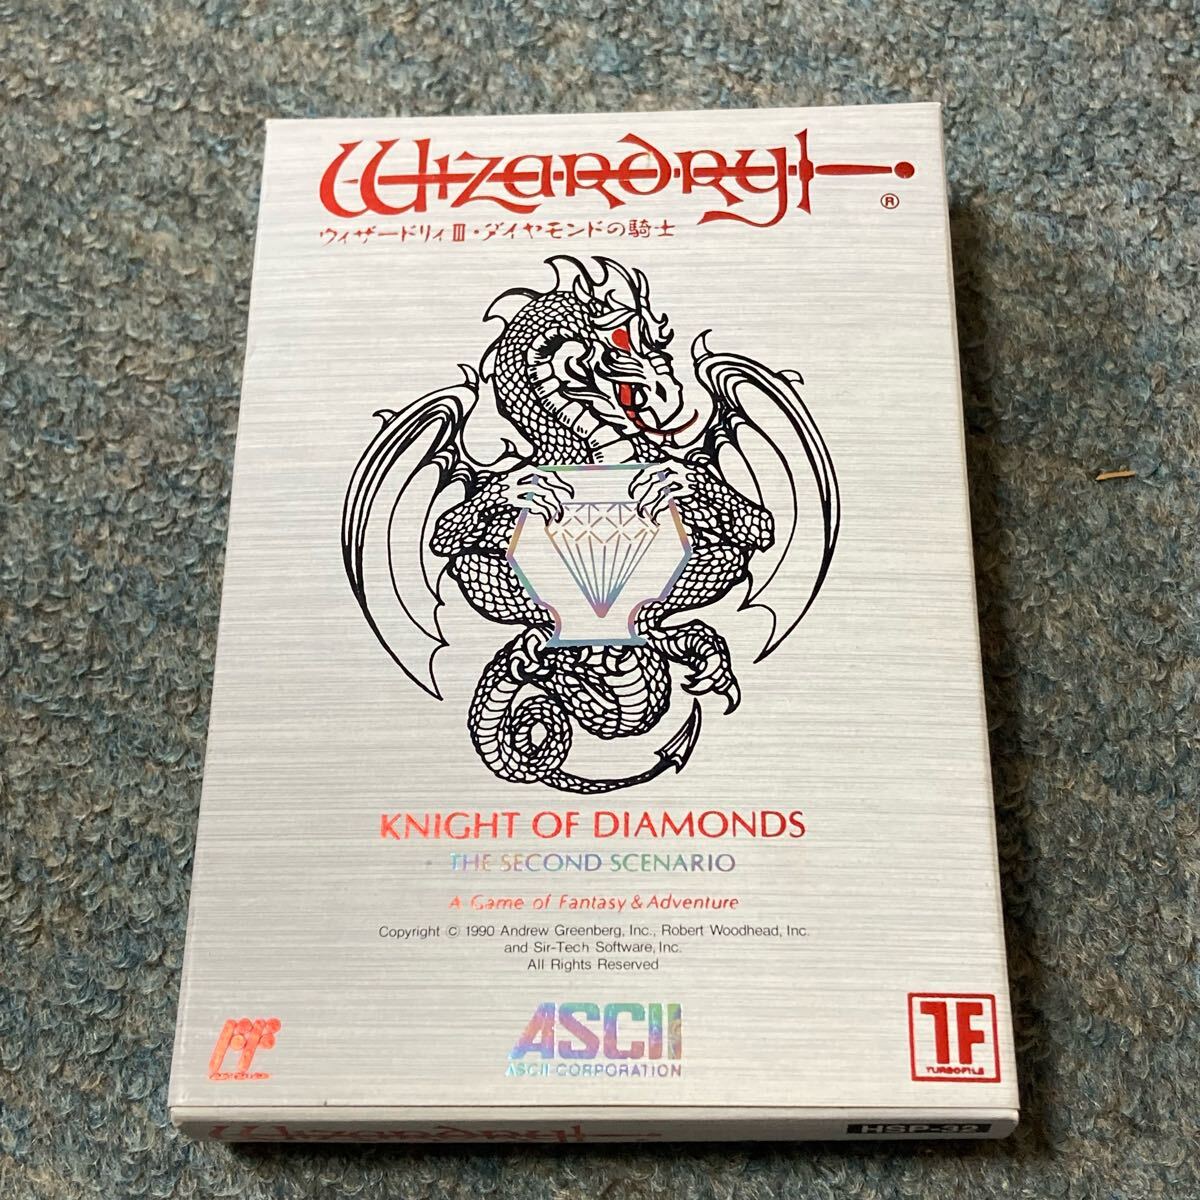 Wizardry
®
ウィザードリィⅢ・ダイヤモンドの騎士
KNIGHT OF DIAMONDS
THE SECOND SCENARIO
A Game of Fantasy & Adventure
Copyright © 1990 Andrew Greenberg, Inc., Robert Woodhead, Inc.
and Sir-Tech Software, Inc.
All Rights Reserved
ASCII
ASCII CORPORATION
TF
TURBOFILE
Wizardry
HSP-32